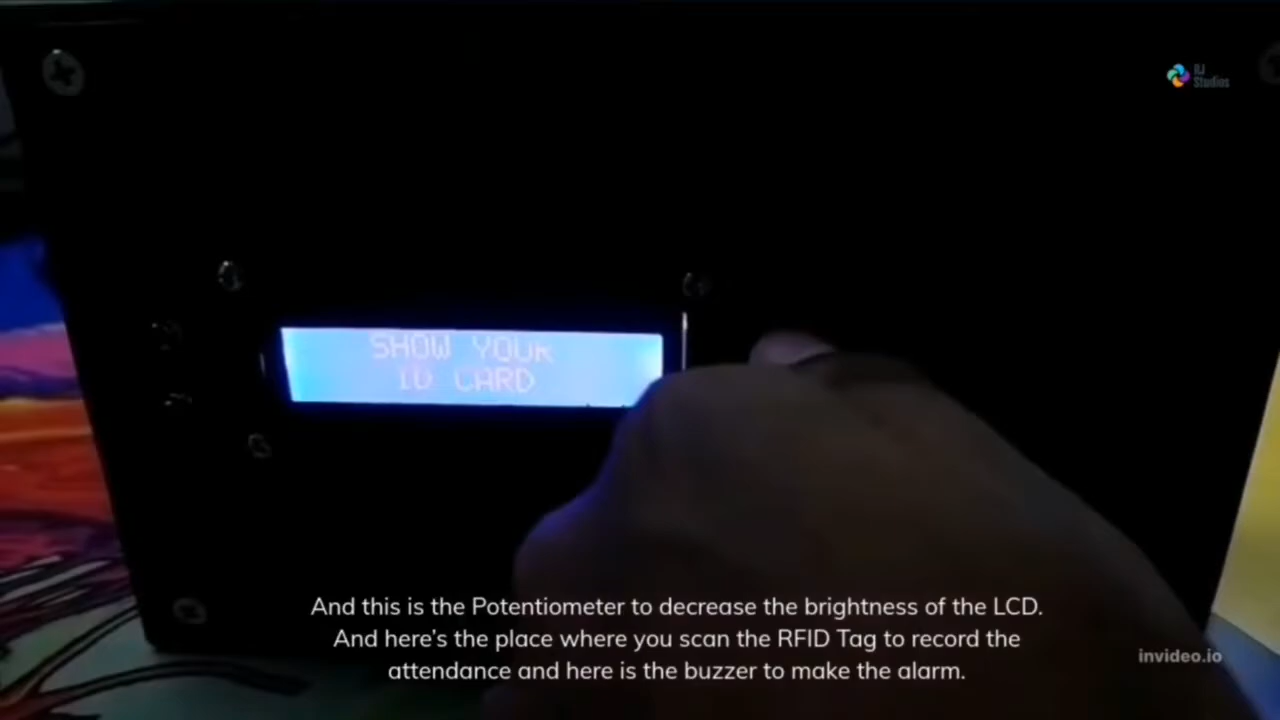 RJ
Studios
SHOW YOUR
ID CARD
And this is the Potentiometer to decrease the brightness of the LCD.
And here's the place where you scan the RFID Tag to record the
attendance and here is the buzzer to make the alarm.
invideo.io